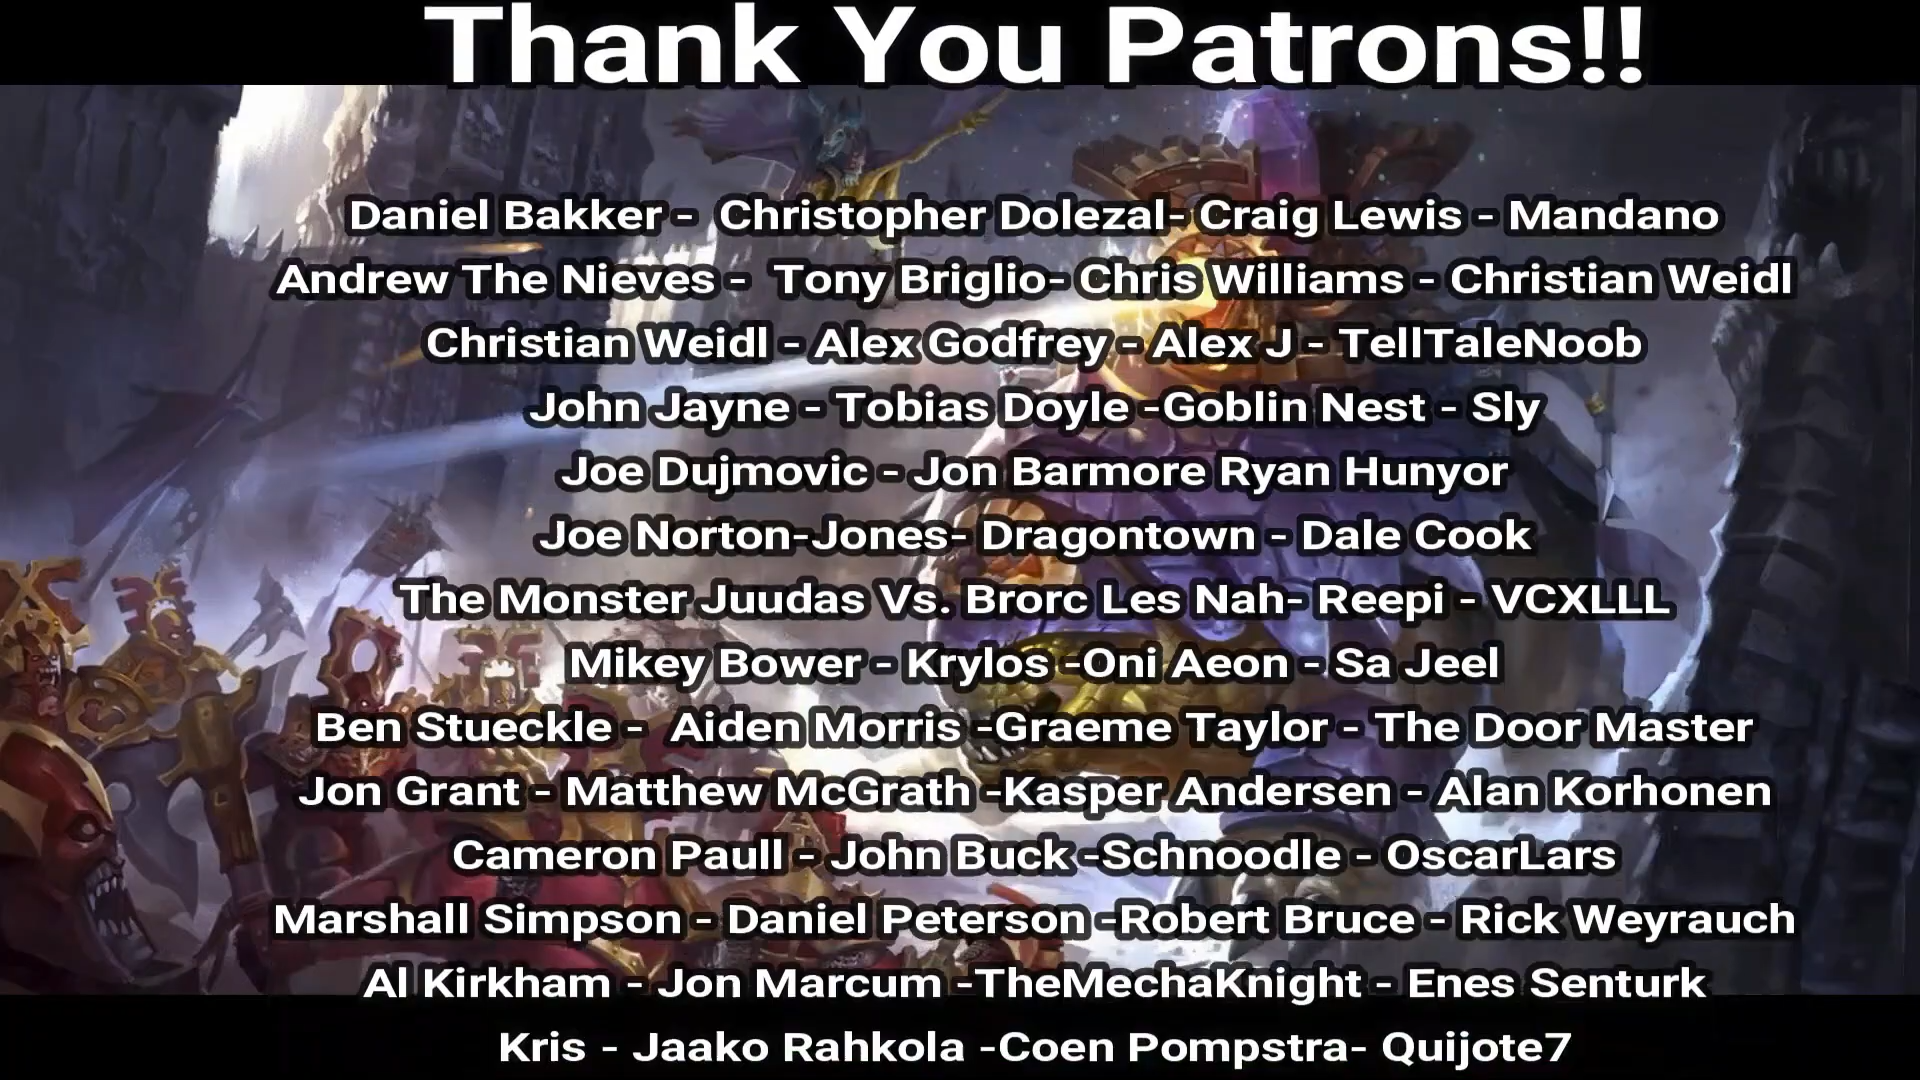 Thank You Patrons!!
Daniel Bakker -  Christopher Dolezal- Craig Lewis - Mandano
Andrew The Nieves -  Tony Briglio- Chris Williams - Christian Weidl
Christian Weidl - Alex Godfrey - Alex J - TellTaleNoob
John Jayne - Tobias Doyle -Goblin Nest - Sly
Joe Dujmovic - Jon Barmore Ryan Hunyor
Joe Norton-Jones- Dragontown - Dale Cook
The Monster Juudas Vs. Brorc Les Nah- Reepi - VCXLLL
Mikey Bower - Krylos -Oni Aeon - Sa Jeel
Ben Stueckle -  Aiden Morris -Graeme Taylor - The Door Master
Jon Grant - Matthew McGrath -Kasper Andersen - Alan Korhonen
Cameron Paull - John Buck -Schnoodle - OscarLars
Marshall Simpson - Daniel Peterson -Robert Bruce - Rick Weyrauch
Al Kirkham - Jon Marcum -TheMechaKnight - Enes Senturk
Kris - Jaako Rahkola -Coen Pompstra- Quijote7